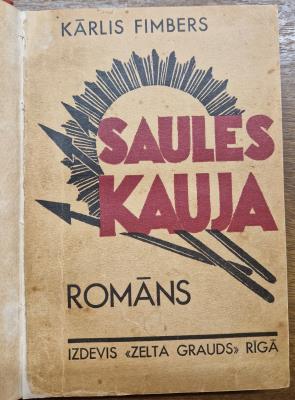 KĀRLIS FIMBERS
SAULES
KAUJA
ROMĀNS
IZDEVIS «ZELTA GRAUDS» RĪGĀ